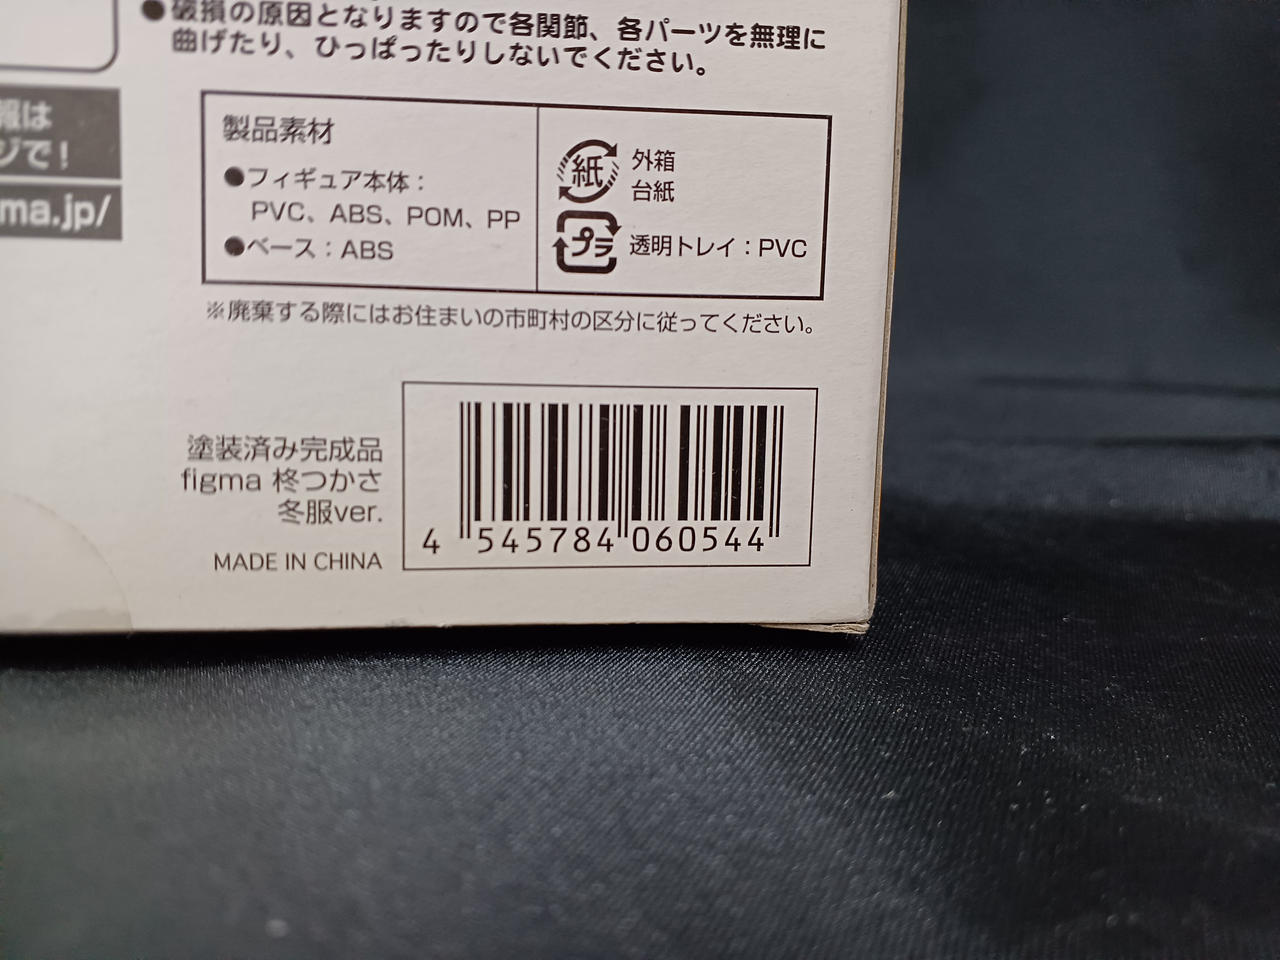 ●破損の原因となりますので各関節、各パーツを無理に
曲げたり、ひっぱったりしないでください。
報は
ジで！
ma.jp/
製品素材
●フィギュア本体：
PVC、ABS、POM、PP
●ベース：ABS
紙
外箱
台紙
プラ
透明トレイ：PVC
※廃棄する際にはお住まいの市町村の区分に従ってください。
塗装済み完成品
figma 柊つかさ
冬服ver.
MADE IN CHINA
4 545784 060544